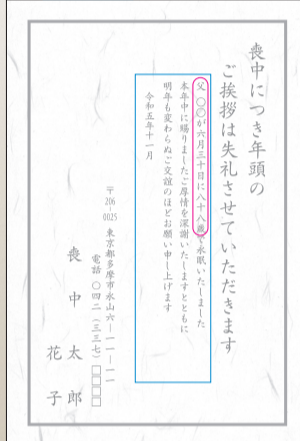 喪中につき年頭の
ご挨拶は失礼させていただきます
父 〇〇が六月三十日に八十八歳で永眠いたしました
本年中に賜りましたご厚情を深謝いたしますとともに
明年も変わらぬご交誼のほどお願い申し上げます
令和五年十一月
〒206-0025
東京都多摩市永山六ー一一ー一一
電話 〇四二(三三七)□□□□
喪中 太郎
花子